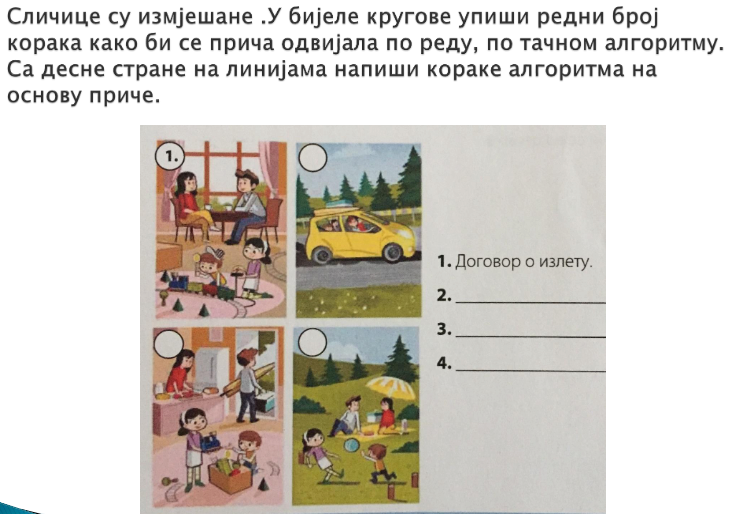 Сличице су измјешане .У бијеле кругове упиши редни број
корака како би се прича одвијала по реду, по тачном алгоритму.
Са десне стране на линијама напиши кораке алгоритма на
основу приче.
1.
1. Договор о излету.
2.
3.
4.